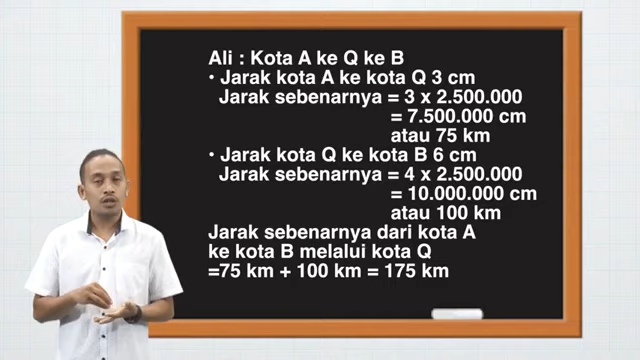 Ali : Kota A ke Q ke B
• Jarak kota A ke kota Q 3 cm
Jarak sebenarnya = 3 x 2.500.000
= 7.500.000 cm
atau 75 km
• Jarak kota Q ke kota B 6 cm
Jarak sebenarnya = 4 x 2.500.000
= 10.000.000 cm
atau 100 km
Jarak sebenarnya dari kota A
ke kota B melalui kota Q
=75 km + 100 km = 175 km